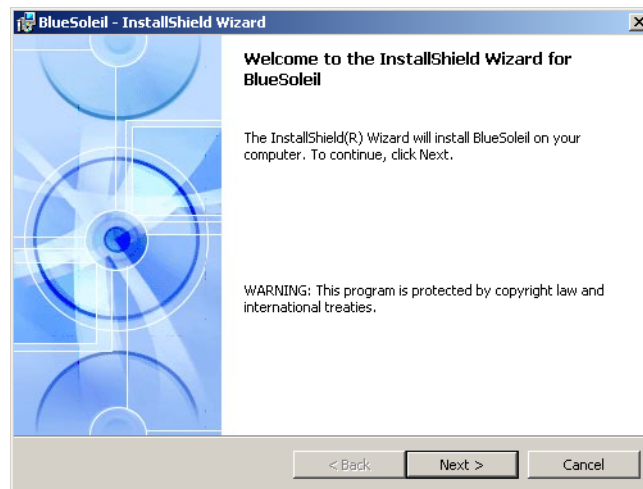 BlueSoleil - InstallShield Wizard
Welcome to the InstallShield Wizard for
BlueSoleil
The InstallShield(R) Wizard will install BlueSoleil on your
computer. To continue, click Next.
WARNING: This program is protected by copyright law and
international treaties.
< Back Next > Cancel